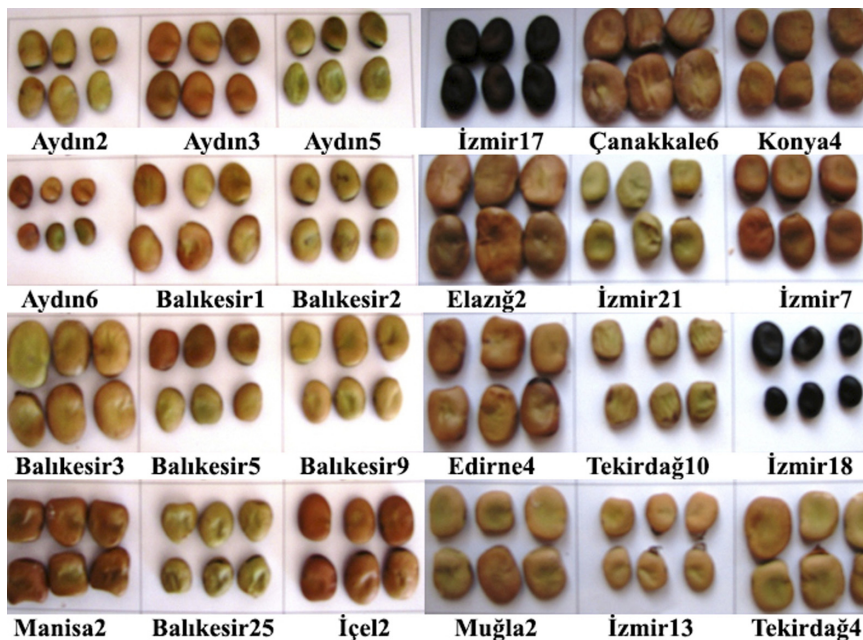 Aydın2 Aydın3 Aydın5 İzmir17 Çanakkale6 Konya4
Aydın6 Balıkesir1 Balıkesir2 Elazığ2 İzmir21 İzmir7
Balıkesir3 Balıkesir5 Balıkesir9 Edirne4 Tekirdağ10 İzmir18
Manisa2 Balıkesir25 İçel2 Muğla2 İzmir13 Tekirdağ4